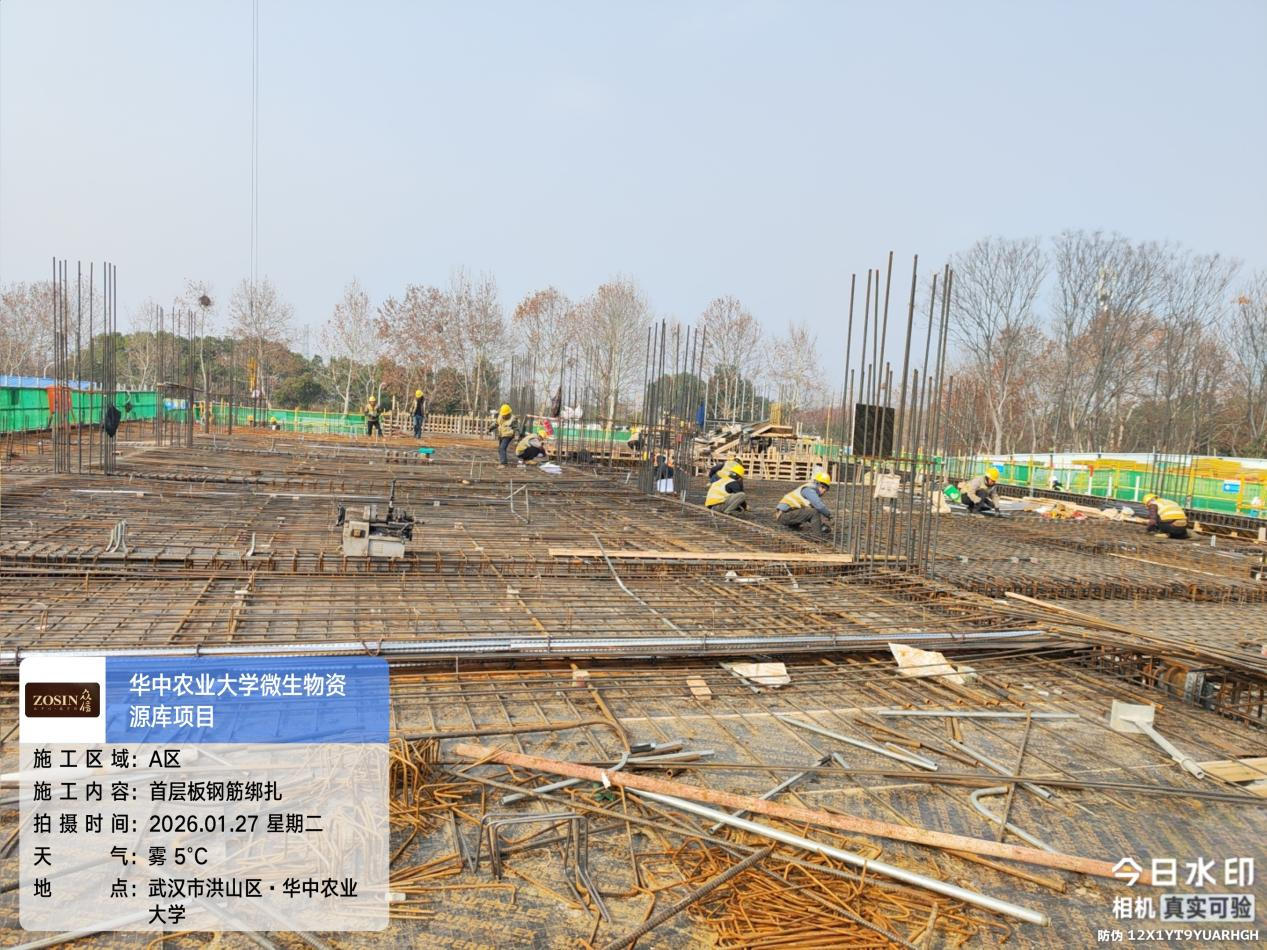 华中农业大学微生物资
源库项目
ZOSIN众信
施工区域：A区
施工内容：首层板钢筋绑扎
拍摄时间：2026.01.27 星期二
天气：雾 5℃
地点：武汉市洪山区·华中农业
大学
今日水印
相机 真实可验
防伪 12X1YT9YUARHGH